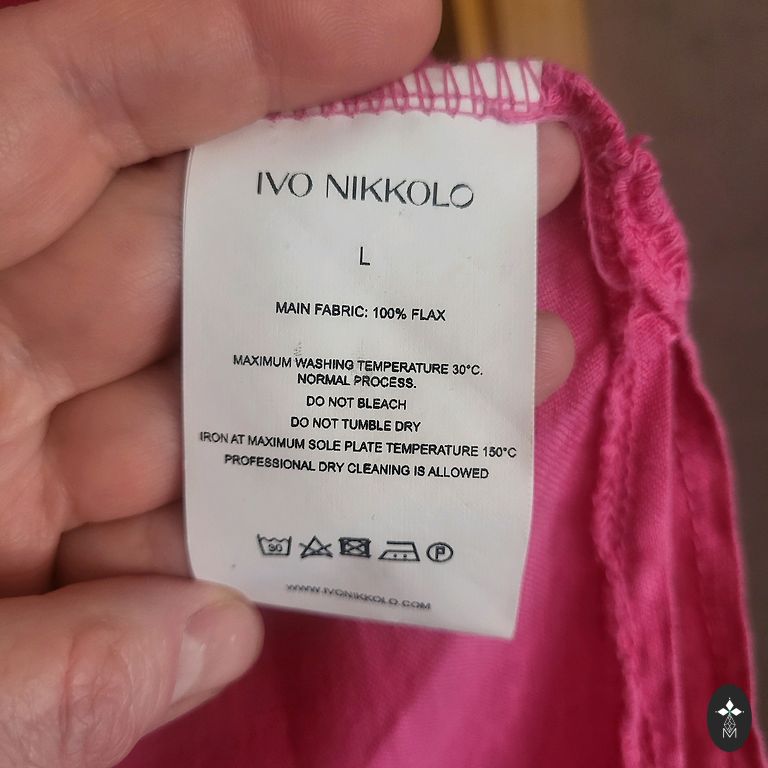 IVO NIKKOLO
L
MAIN FABRIC: 100% FLAX
MAXIMUM WASHING TEMPERATURE 30°C.
NORMAL PROCESS.
DO NOT BLEACH
DO NOT TUMBLE DRY
IRON AT MAXIMUM SOLE PLATE TEMPERATURE 150°C
PROFESSIONAL DRY CLEANING IS ALLOWED
30 P
WWW.IVONIKKOLO.COM
M